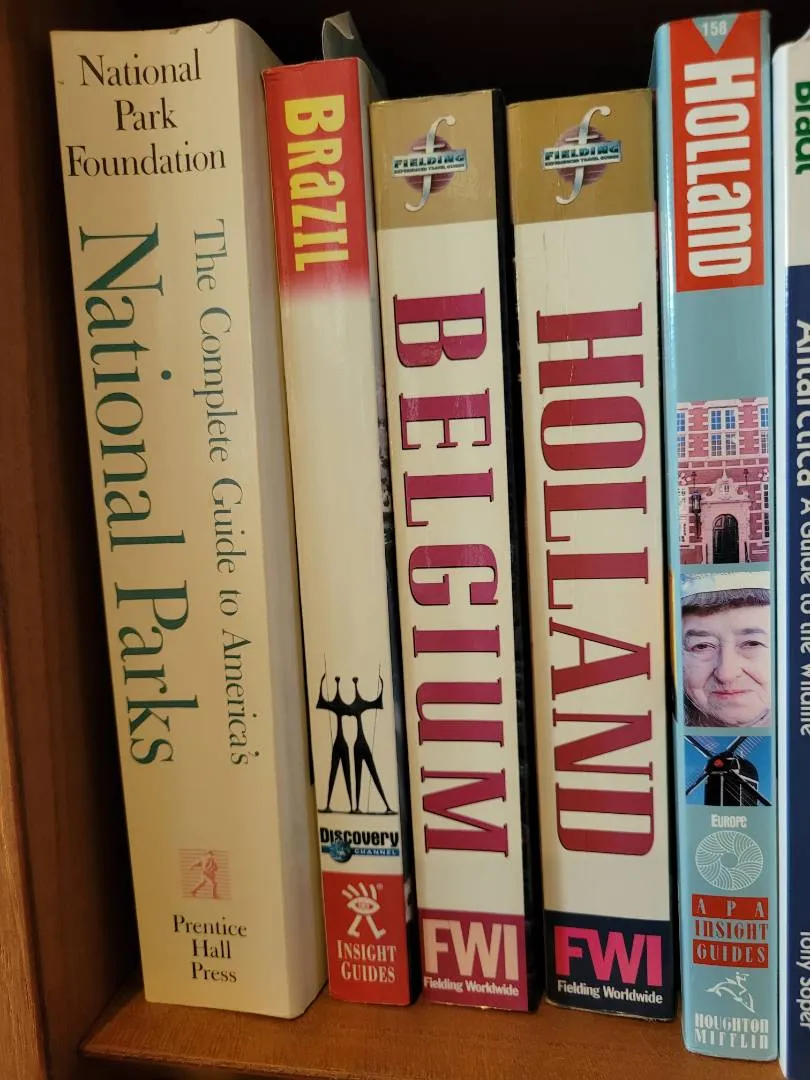 National
Park
Foundation
The Complete Guide to America's
National Parks
Prentice
Hall
Press
BRaZIL
Discovery
CHANNEL
INSIGHT
GUIDES
FIELDING
BELGIUM
FWI
Fielding Worldwide
FIELDING
HOLLAND
FWI
Fielding Worldwide
158
HOLLanD
EUROPE
APA
INSIGHT
GUIDES
HOUGHTON
MIFFLIN
Bradt
Antarctica A Guide to the Wildlife
Tony Soper